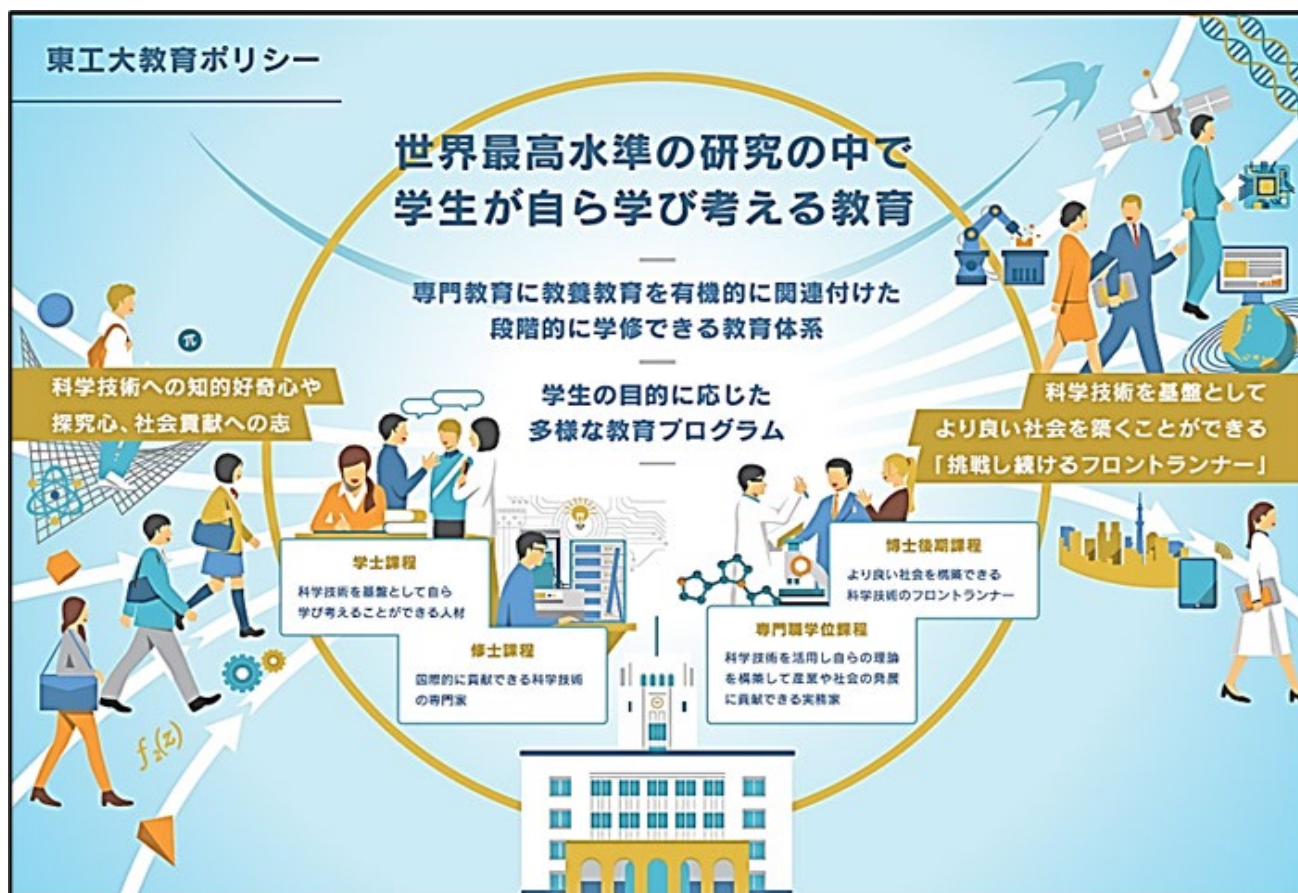 東工大教育ポリシー
世界最高水準の研究の中で
学生が自ら学び考える教育
専門教育に教養教育を有機的に関連付けた
段階的に学修できる教育体系
学生の目的に応じた
多様な教育プログラム
π
科学技術への知的好奇心や
探究心、社会貢献への志
科学技術を基盤として
より良い社会を築くことができる
「挑戦し続けるフロントランナー」
学士課程
科学技術を基盤として自ら
学び考えることができる人材
修士課程
国際的に貢献できる科学技術
の専門家
博士後期課程
より良い社会を構築できる
科学技術のフロントランナー
専門職学位課程
科学技術を活用し自らの理論
を構築して産業や社会の発展
に貢献できる実務家